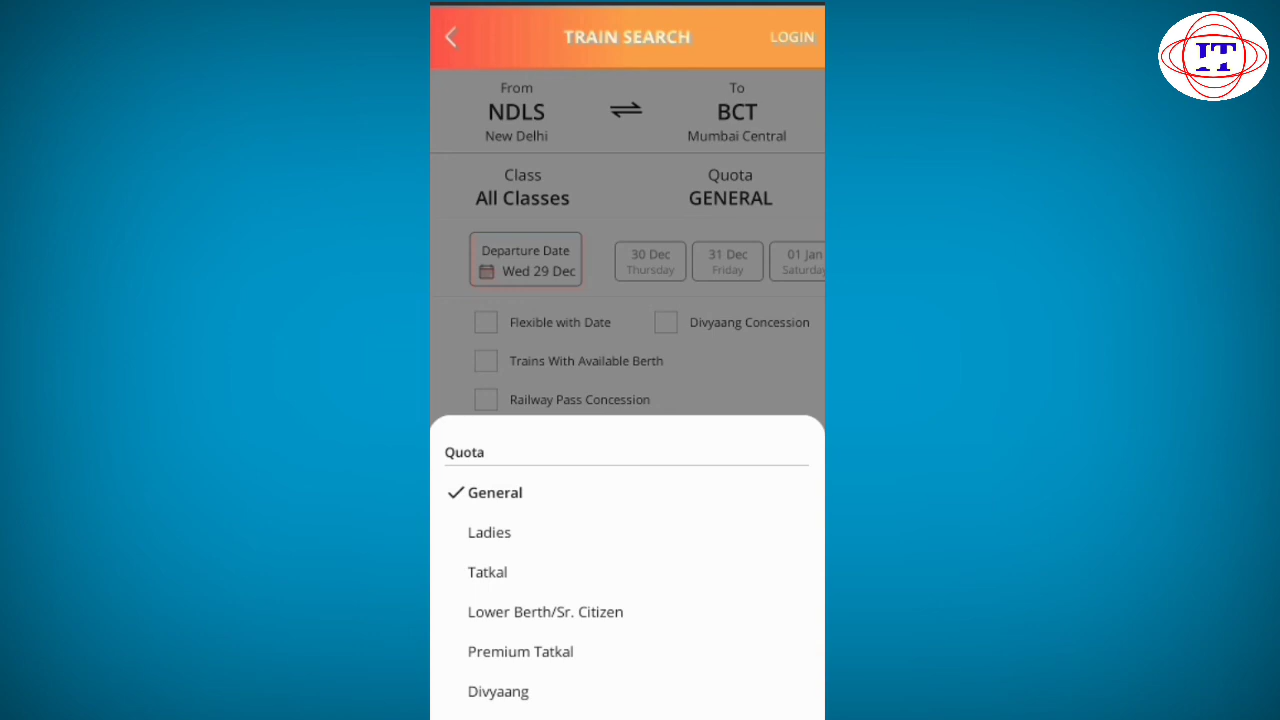 TRAIN SEARCH LOGIN
IT
From To
NDLS BCT
New Delhi Mumbai Central
Class Quota
All Classes GENERAL
Departure Date
Wed 29 Dec
30 Dec
Thursday
31 Dec
Friday
01 Jan
Saturday
Flexible with Date Divyaang Concession
Trains With Available Berth
Railway Pass Concession
Quota
General
Ladies
Tatkal
Lower Berth/Sr. Citizen
Premium Tatkal
Divyaang